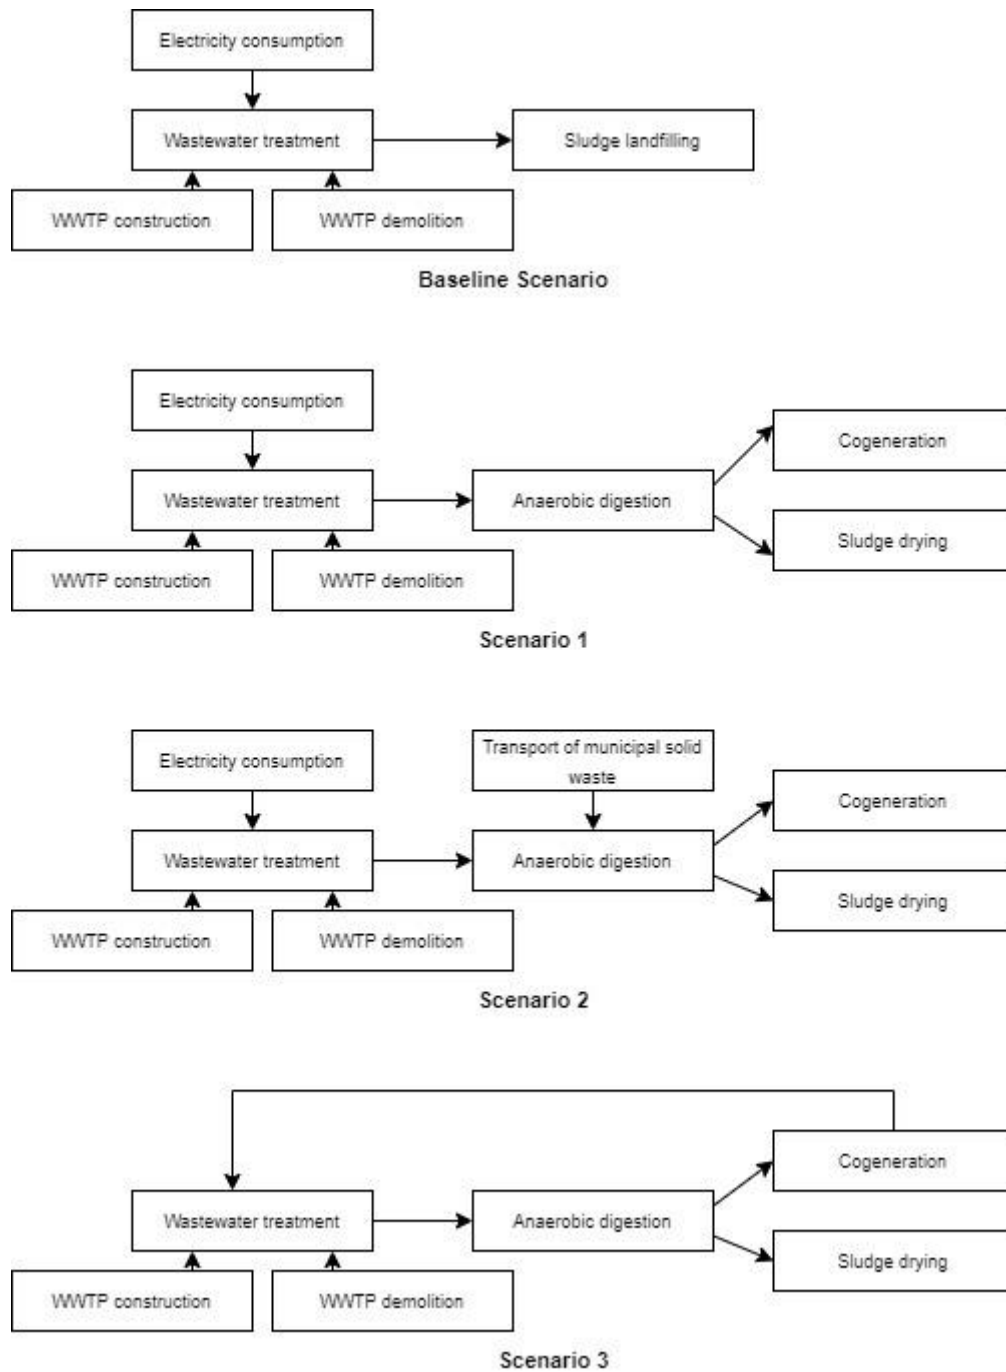 Electricity consumption
Wastewater treatment
Sludge landfilling
WWTP construction
WWTP demolition
Baseline Scenario
Electricity consumption
Cogeneration
Wastewater treatment
Anaerobic digestion
Sludge drying
WWTP construction
WWTP demolition
Scenario 1
Electricity consumption
Transport of municipal solid
waste
Cogeneration
Wastewater treatment
Anaerobic digestion
Sludge drying
WWTP construction
WWTP demolition
Scenario 2
Cogeneration
Wastewater treatment
Anaerobic digestion
Sludge drying
WWTP construction
WWTP demolition
Scenario 3